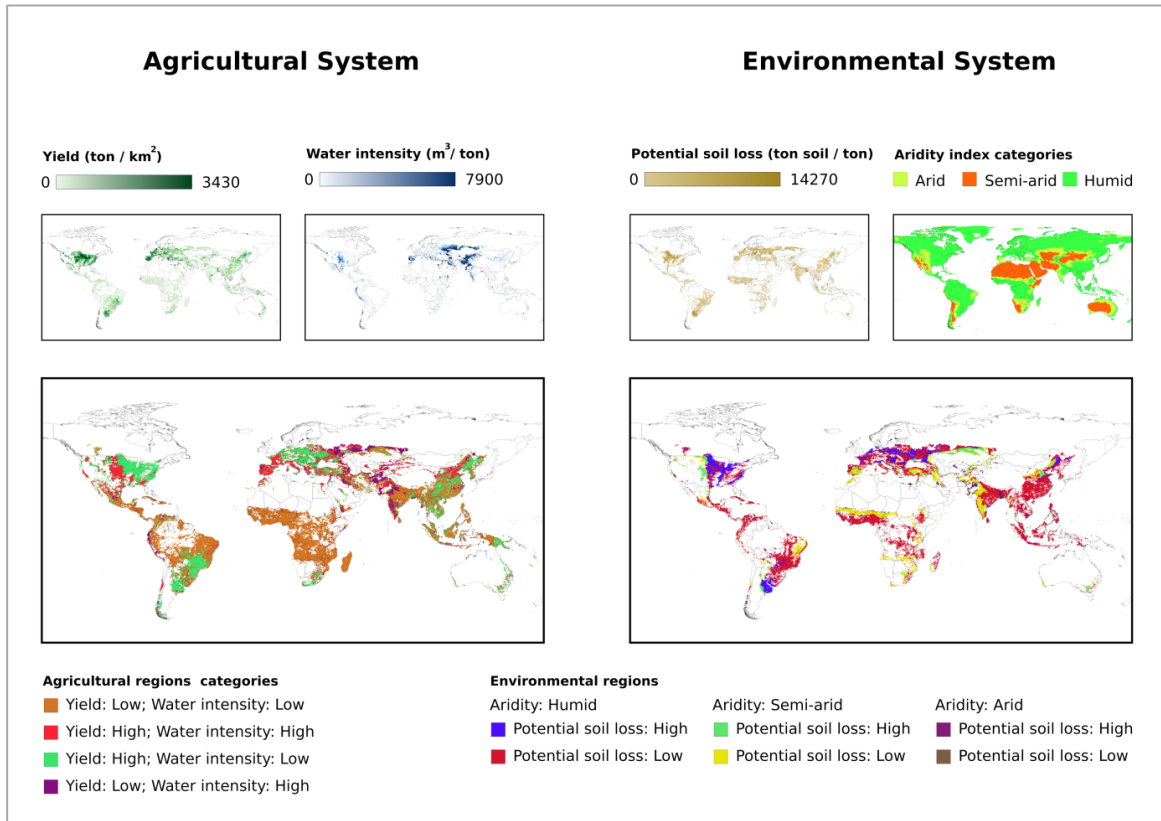 Agricultural System
Environmental System
Yield (ton / km²)
0 3430
Water intensity (m³/ ton)
0 7900
Potential soil loss (ton soil / ton)
0 14270
Aridity index categories
Arid Semi-arid Humid
Agricultural regions categories
Yield: Low; Water intensity: Low
Yield: High; Water intensity: High
Yield: High; Water intensity: Low
Yield: Low; Water intensity: High
Environmental regions
Aridity: Humid
Potential soil loss: High
Potential soil loss: Low
Aridity: Semi-arid
Potential soil loss: High
Potential soil loss: Low
Aridity: Arid
Potential soil loss: High
Potential soil loss: Low